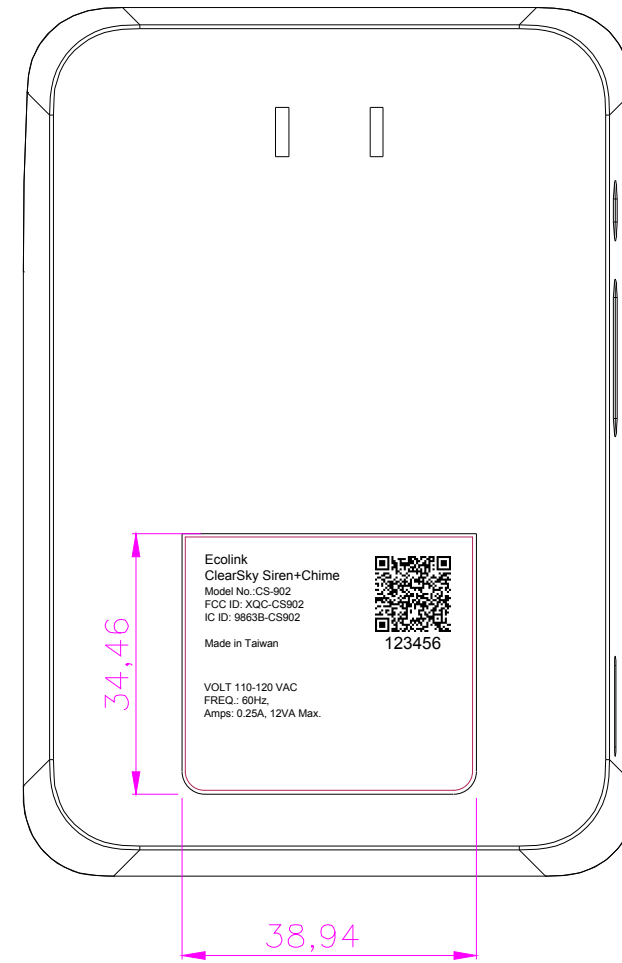 Ecolink
ClearSky Siren+Chime
Model No.:CS-902
FCC ID: XQC-CS902
IC ID: 9863B-CS902
Made in Taiwan
123456
VOLT 110-120 VAC
FREQ.: 60Hz,
Amps: 0.25A, 12VA Max.
34,46
38,94